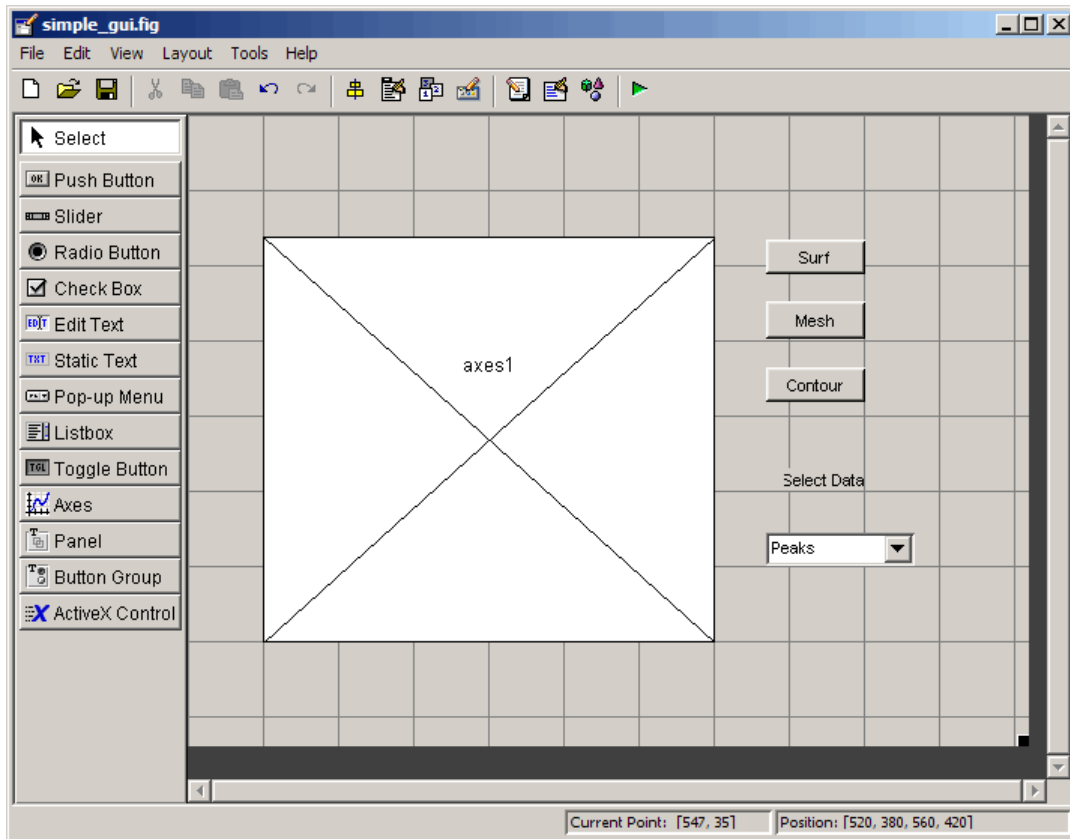 simple_gui.fig
File Edit View Layout Tools Help
Select
Push Button
Slider
Radio Button
Check Box
Edit Text
Static Text
Pop-up Menu
Listbox
Toggle Button
Axes
Panel
Button Group
ActiveX Control
axes1
Surf
Mesh
Contour
Select Data
Peaks
Current Point: [547, 35] Position: [520, 380, 560, 420]